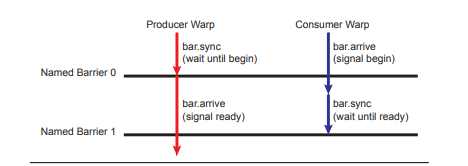 Producer Warp
Consumer Warp
bar.sync
(wait until begin)
bar.arrive
(signal begin)
Named Barrier 0
bar.arrive
(signal ready)
bar.sync
(wait until ready)
Named Barrier 1